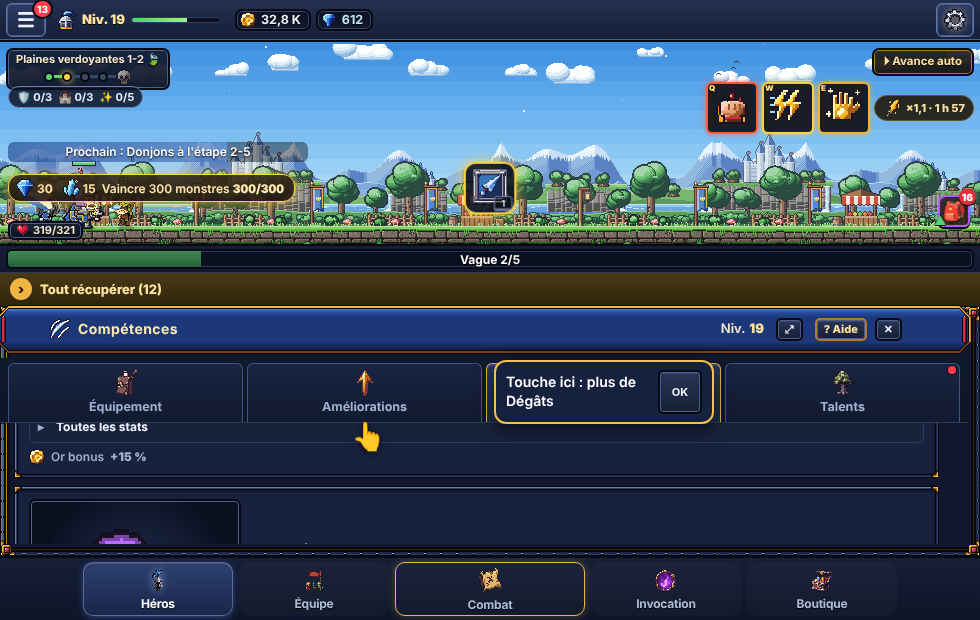 13
Niv. 19
32,8 K
612
Plaines verdoyantes 1-2
0/3 0/3 0/5
Avance auto
Q
W
E
×1,1 · 1 h 57
Prochain : Donjons à l'étape 2-5
30 15 Vaincre 300 monstres 300/300
16
319/321
Vague 2/5
Tout récupérer (12)
Compétences
Niv. 19
? Aide
Équipement
Améliorations
Touche ici : plus de
Dégâts
OK
Talents
Toutes les stats
Or bonus +15 %
Héros
Équipe
Combat
Invocation
Boutique